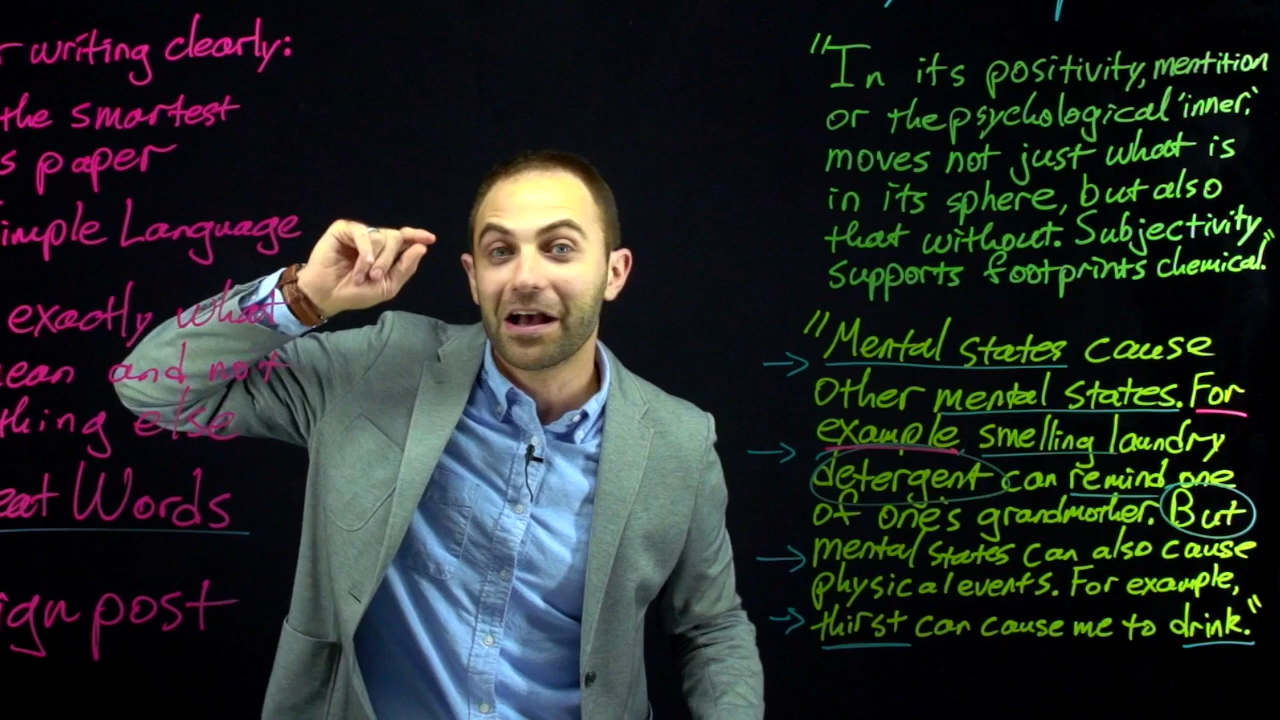 r writing clearly:
the smartest
s paper
imple Language
exactly what
ean and not
thing else
eat Words
ign post
"In its positivity, mentition
or the psychological 'inner,'
moves not just what is
in its sphere, but also
that without. Subjectivity
supports footprints chemical."
"Mental states cause
other mental states. For
example smelling laundry
detergent can remind one
of one's grandmother. But
mental states can also cause
physical events. For example,
thirst can cause me to drink."